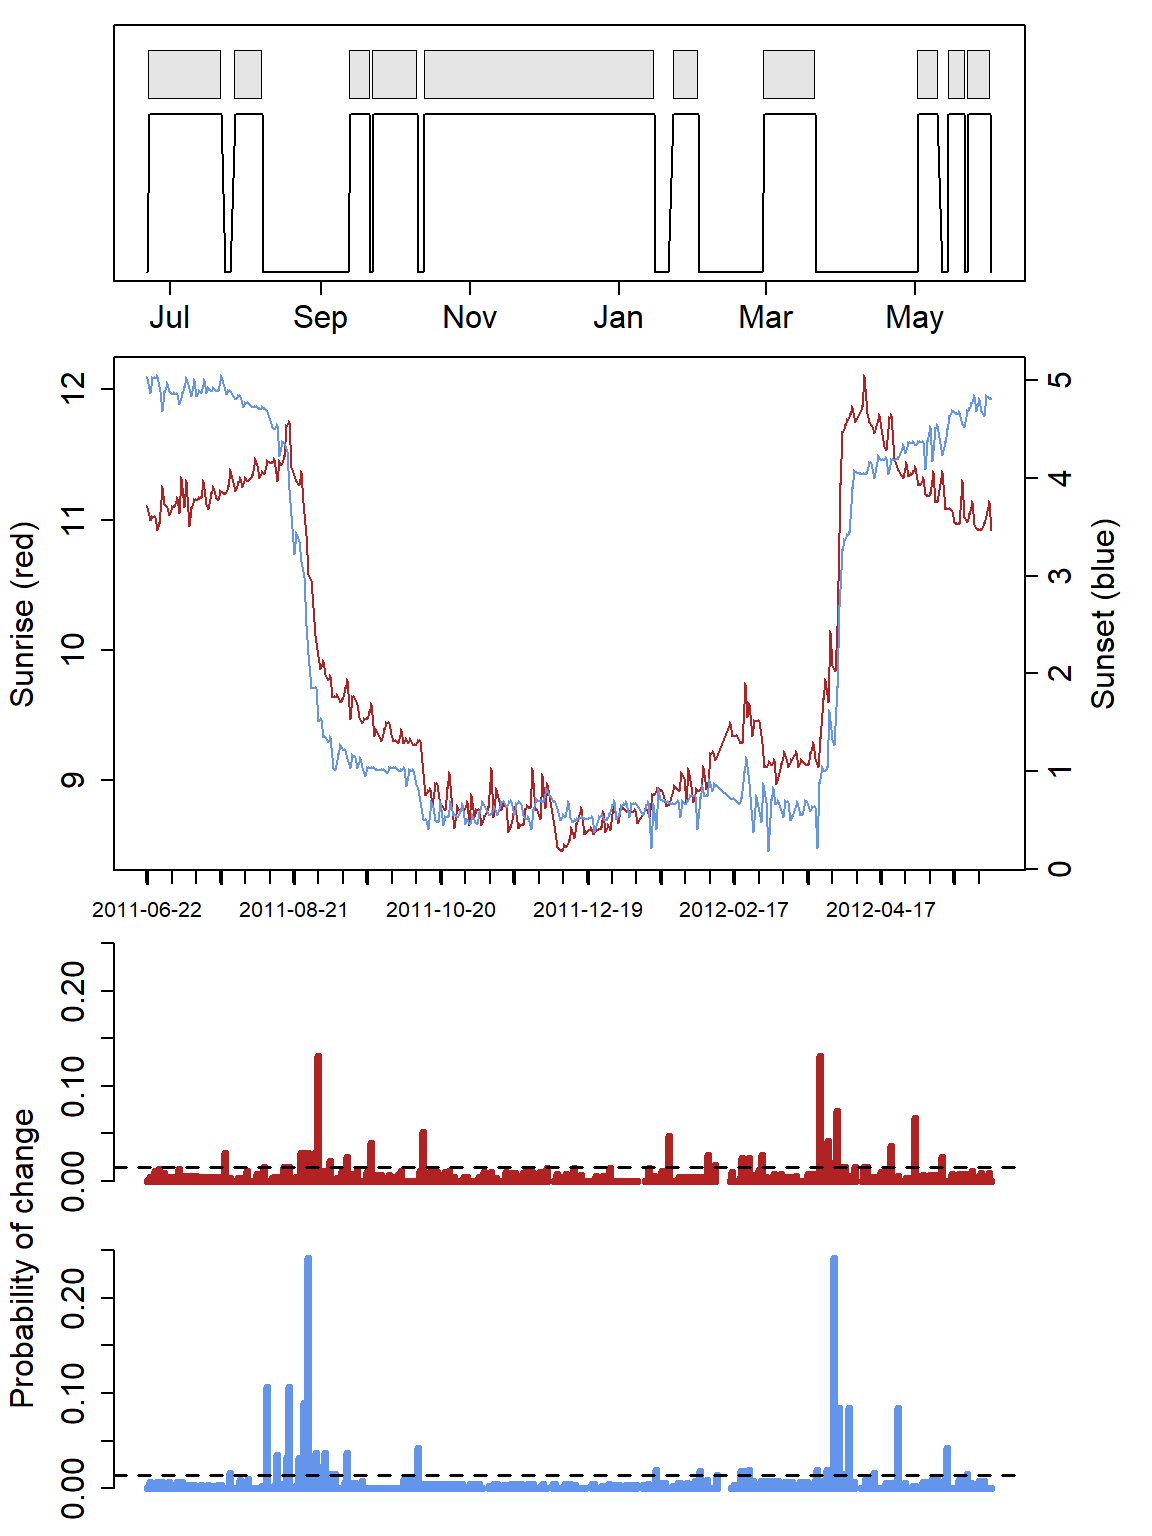 Jul Sep Nov Jan Mar May
Sunrise (red)
9 10 11 12
0 1 2 3 4 5
Sunset (blue)
2011-06-22 2011-08-21 2011-10-20 2011-12-19 2012-02-17 2012-04-17
Probability of change
0.00 0.10 0.20
0.00 0.10 0.20